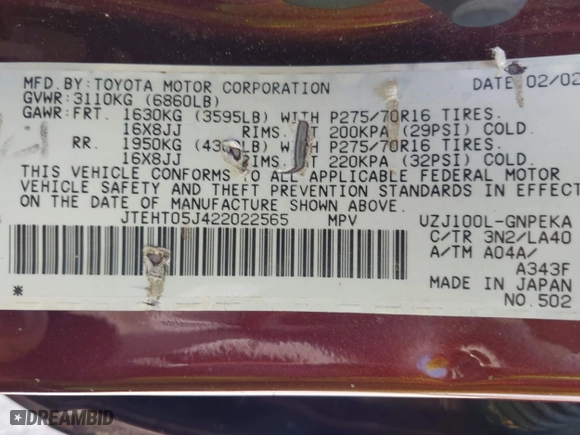 MFD. BY: TOYOTA MOTOR CORPORATION DATE: 02/02
GVWR: 3110KG (6860LB)
GAWR: FRT. 1630KG (3595LB) WITH P275/70R16 TIRES.
16X8JJ RIMS. AT 200KPA (29PSI) COLD.
RR. 1950KG WITH P275/70R16 TIRES.
16X8JJ RIMS. AT 220KPA (32PSI) COLD.
THIS VEHICLE CONFORMS TO ALL APPLICABLE FEDERAL MOTOR
VEHICLE SAFETY AND THEFT PREVENTION STANDARDS IN EFFECT
ON THE DATE OF MANUFACTURE SHOWN ABOVE.
JTEHT05J422022565 MPV UZJ100L-GNPEKA
C/TR 3N2/LA40
A/TM A04A/
A343F
MADE IN JAPAN
* NO. 502
DREAMBID